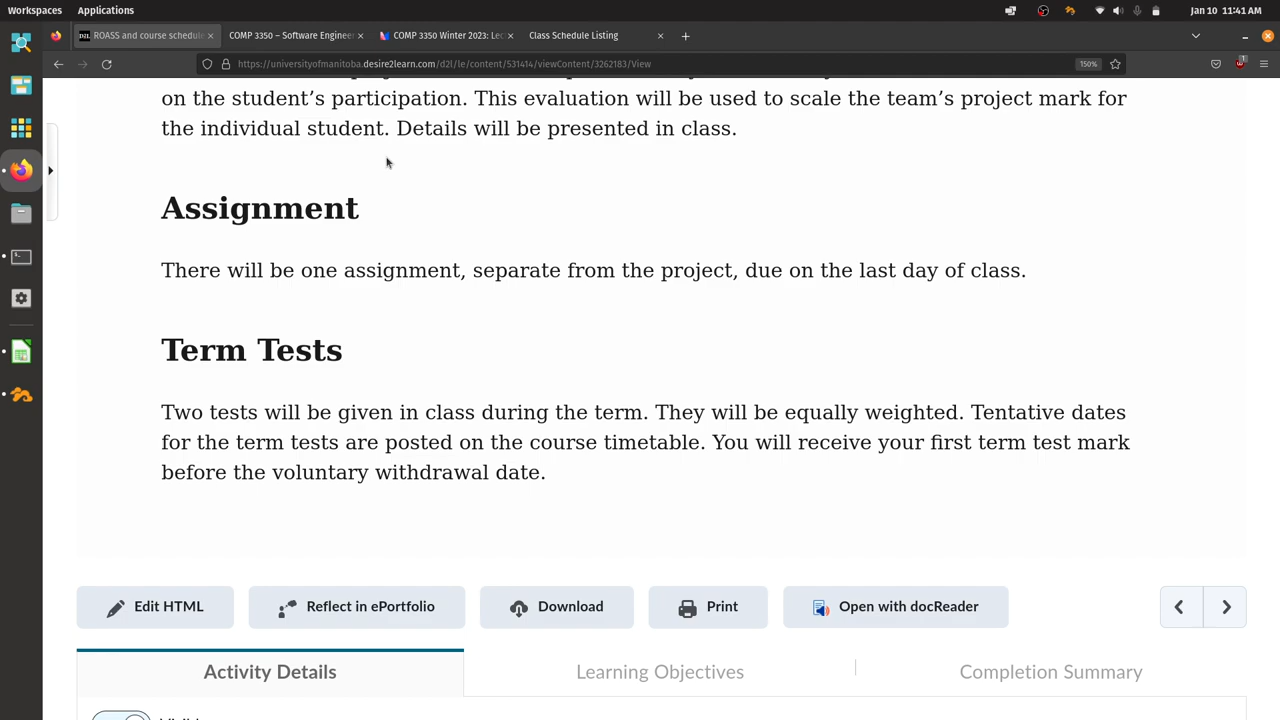 Workspaces Applications Jan 10 11:41 AM
D2L ROASS and course schedule COMP 3350 – Software Enginee COMP 3350 Winter 2023: Lec Class Schedule Listing
https://universityofmanitoba.desire2learn.com/d2l/le/content/531414/viewContent/3262183/View 150%
on the student’s participation. This evaluation will be used to scale the team’s project mark for
the individual student. Details will be presented in class.
Assignment
There will be one assignment, separate from the project, due on the last day of class.
Term Tests
Two tests will be given in class during the term. They will be equally weighted. Tentative dates
for the term tests are posted on the course timetable. You will receive your first term test mark
before the voluntary withdrawal date.
Edit HTML Reflect in ePortfolio Download Print Open with docReader
Activity Details Learning Objectives Completion Summary